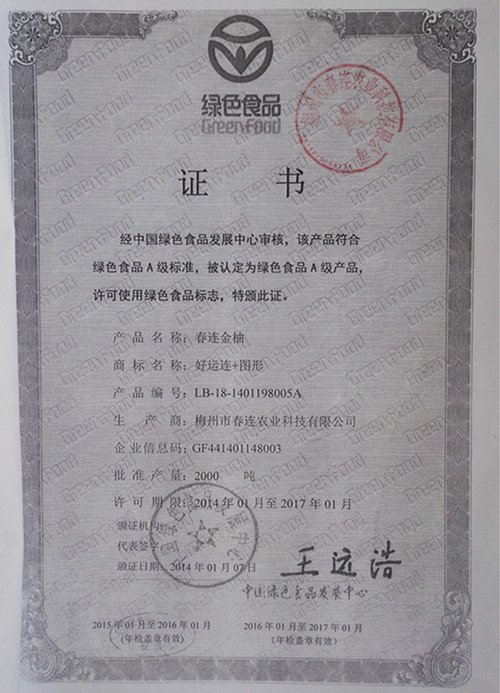 绿色食品
GreenFood
证 书
经中国绿色食品发展中心审核，该产品符合
绿色食品A级标准，被认定为绿色食品A级产品，
许可使用绿色食品标志，特颁此证。
产 品 名 称：春连金柚
商 标 名 称：好运连+图形
产 品 编 号：LB-18-1401198005A
生 产 商：梅州市春连农业科技有限公司
企业信息码：GF441401148003
批 准 产 量：2000 吨
许 可 期 限：2014年01月至2017年01月
颁证机构
代表签字
颁证日期：2014年01月07日
王远浩
中国绿色食品发展中心
2015年01月至2016年01月
(年检盖章有效)
2016年01月至2017年01月
(年检盖章有效)